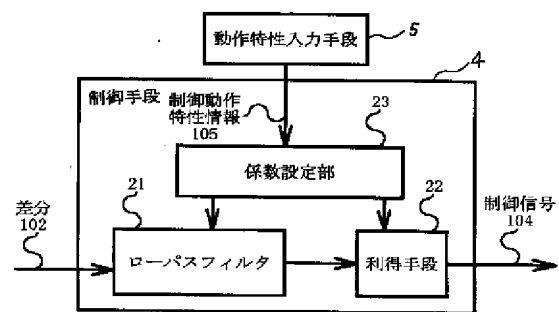 動作特性入力手段
5
4
制御手段
制御動作
特性情報
105
23
係数設定部
差分
102
21
ローパスフィルタ
22
利得手段
制御信号
104